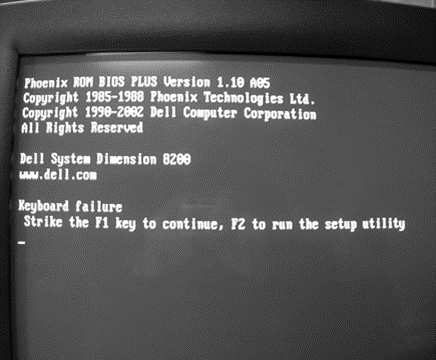 Phoenix ROM BIOS PLUS Version 1.10 A05
Copyright 1985-1988 Phoenix Technologies Ltd.
Copyright 1990-2002 Dell Computer Corporation
All Rights Reserved
Dell System Dimension 8200
www.dell.com
Keyboard failure
Strike the F1 key to continue, F2 to run the setup utility